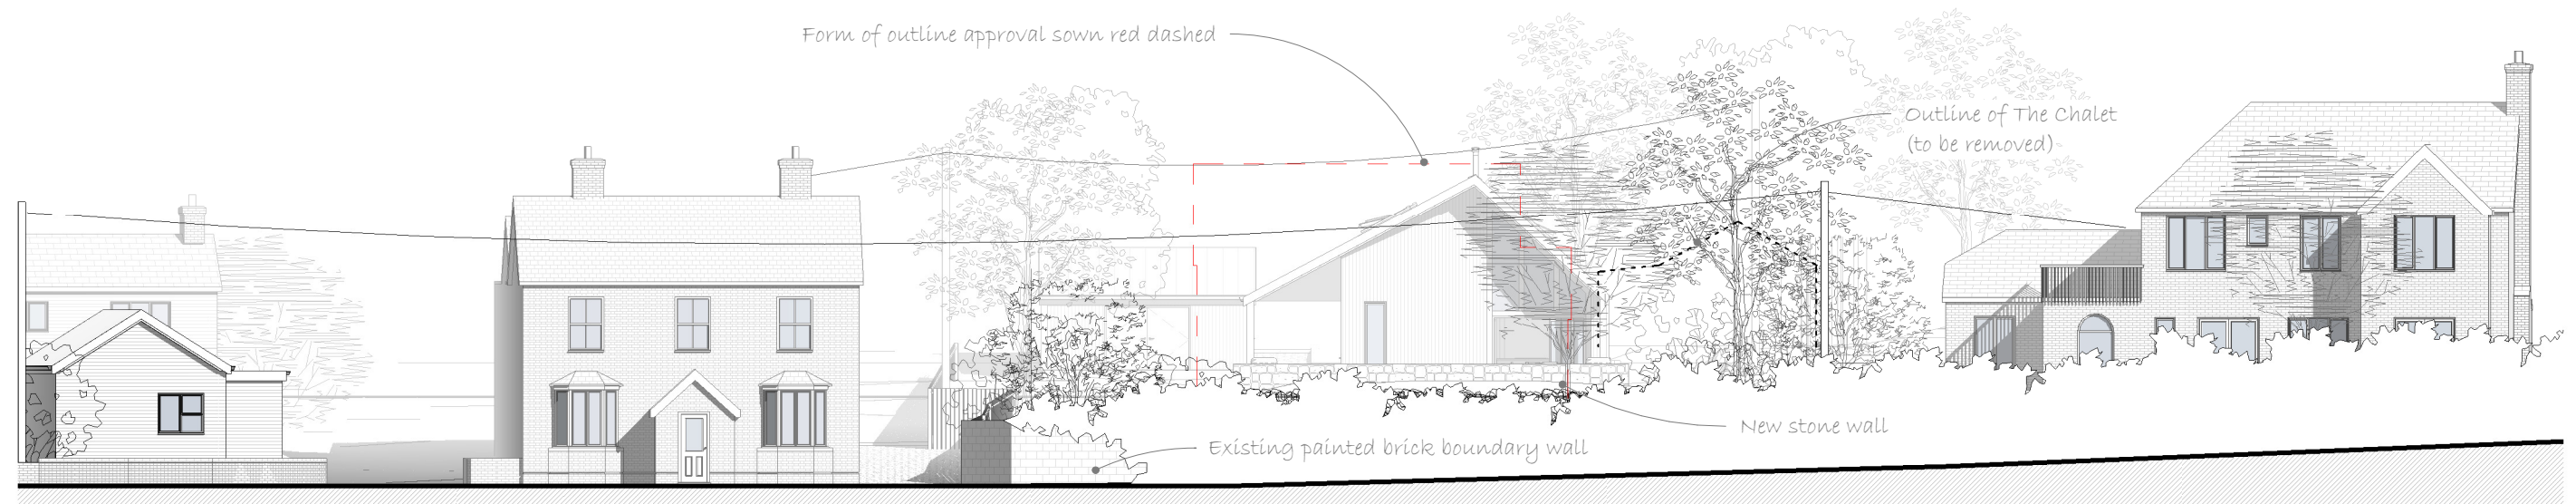 Form of outline approval sown red dashed
Outline of The Chalet
(to be removed)
New stone wall
Existing painted brick boundary wall